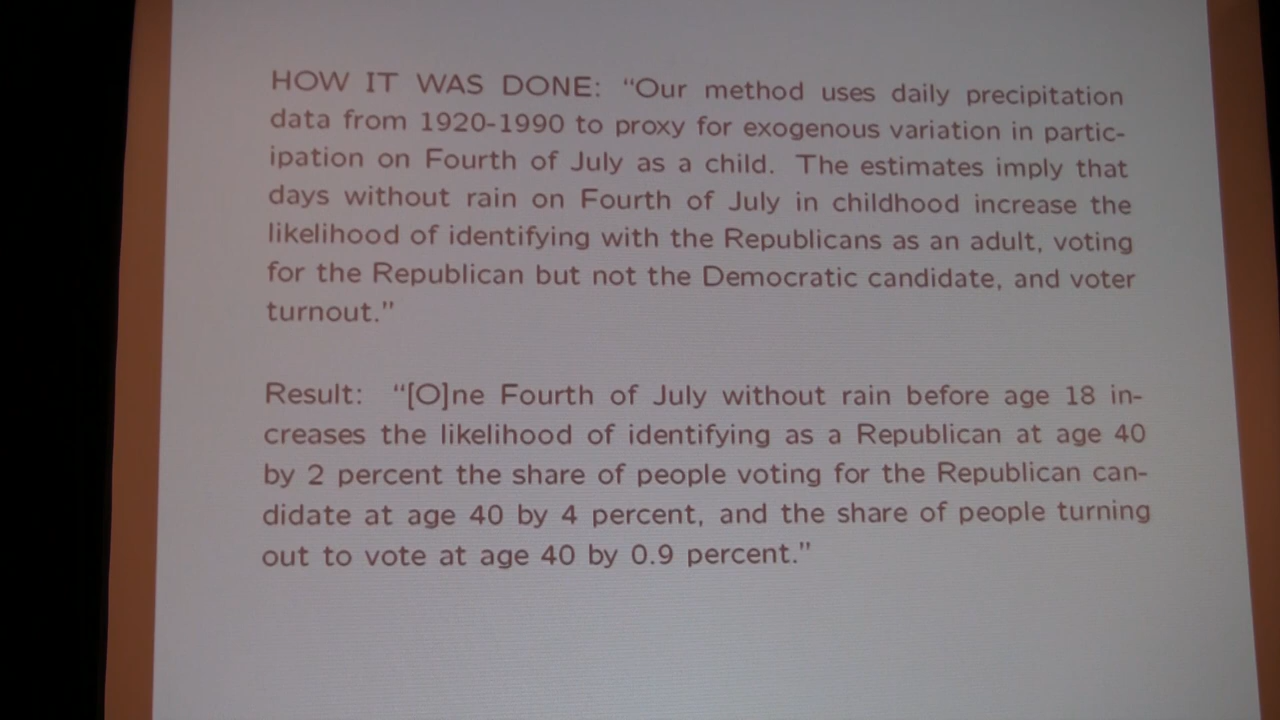 HOW IT WAS DONE: “Our method uses daily precipitation
data from 1920-1990 to proxy for exogenous variation in partic-
ipation on Fourth of July as a child. The estimates imply that
days without rain on Fourth of July in childhood increase the
likelihood of identifying with the Republicans as an adult, voting
for the Republican but not the Democratic candidate, and voter
turnout.”
Result: “[O]ne Fourth of July without rain before age 18 in-
creases the likelihood of identifying as a Republican at age 40
by 2 percent the share of people voting for the Republican can-
didate at age 40 by 4 percent, and the share of people turning
out to vote at age 40 by 0.9 percent.”